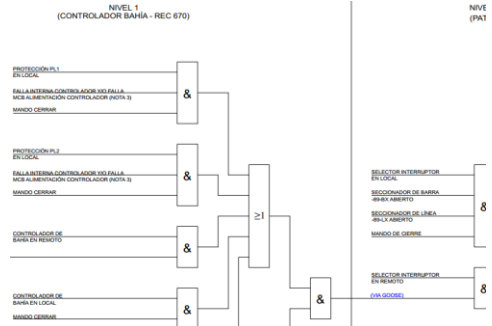 NIVEL 1
(CONTROLADOR BAHÍA - REC 670)
NIVE
(PAT
PROTECCIÓN PL1
EN LOCAL
FALLA INTERNA CONTROLADOR Y/O FALLA
MCB ALIMENTACIÓN CONTROLADOR (NOTA 3)
MANDO CERRAR
&
PROTECCIÓN PL2
EN LOCAL
FALLA INTERNA CONTROLADOR Y/O FALLA
MCB ALIMENTACIÓN CONTROLADOR (NOTA 3)
MANDO CERRAR
&
≥1
CONTROLADOR DE
BAHÍA EN REMOTO
&
CONTROLADOR DE
BAHÍA EN LOCAL
MANDO CERRAR
&
&
SELECTOR INTERRUPTOR
EN LOCAL
SECCIONADOR DE BARRA
-89-BX ABIERTO
SECCIONADOR DE LÍNEA
-89-LX ABIERTO
MANDO DE CIERRE
&
SELECTOR INTERRUPTOR
EN REMOTO
(VIA GOOSE)
&